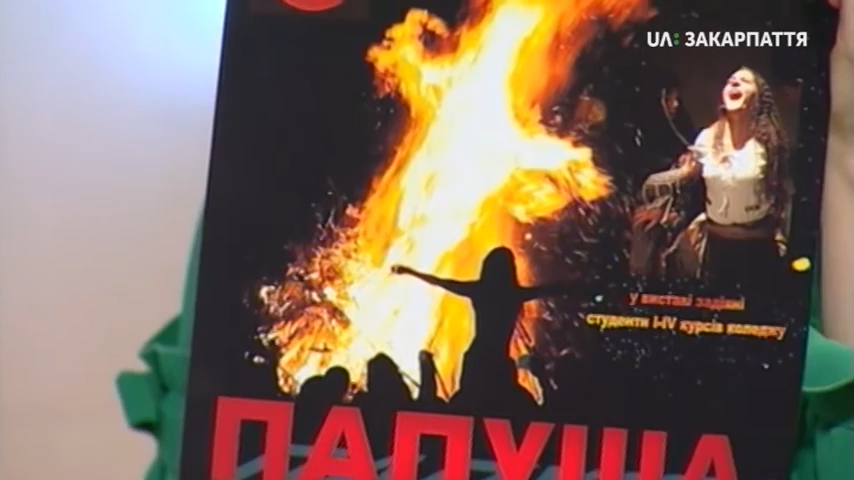 UA: ЗАКАРПАТТЯ
у виставі задіяні
студенти I-IV курсів коледжу
ПАПУША